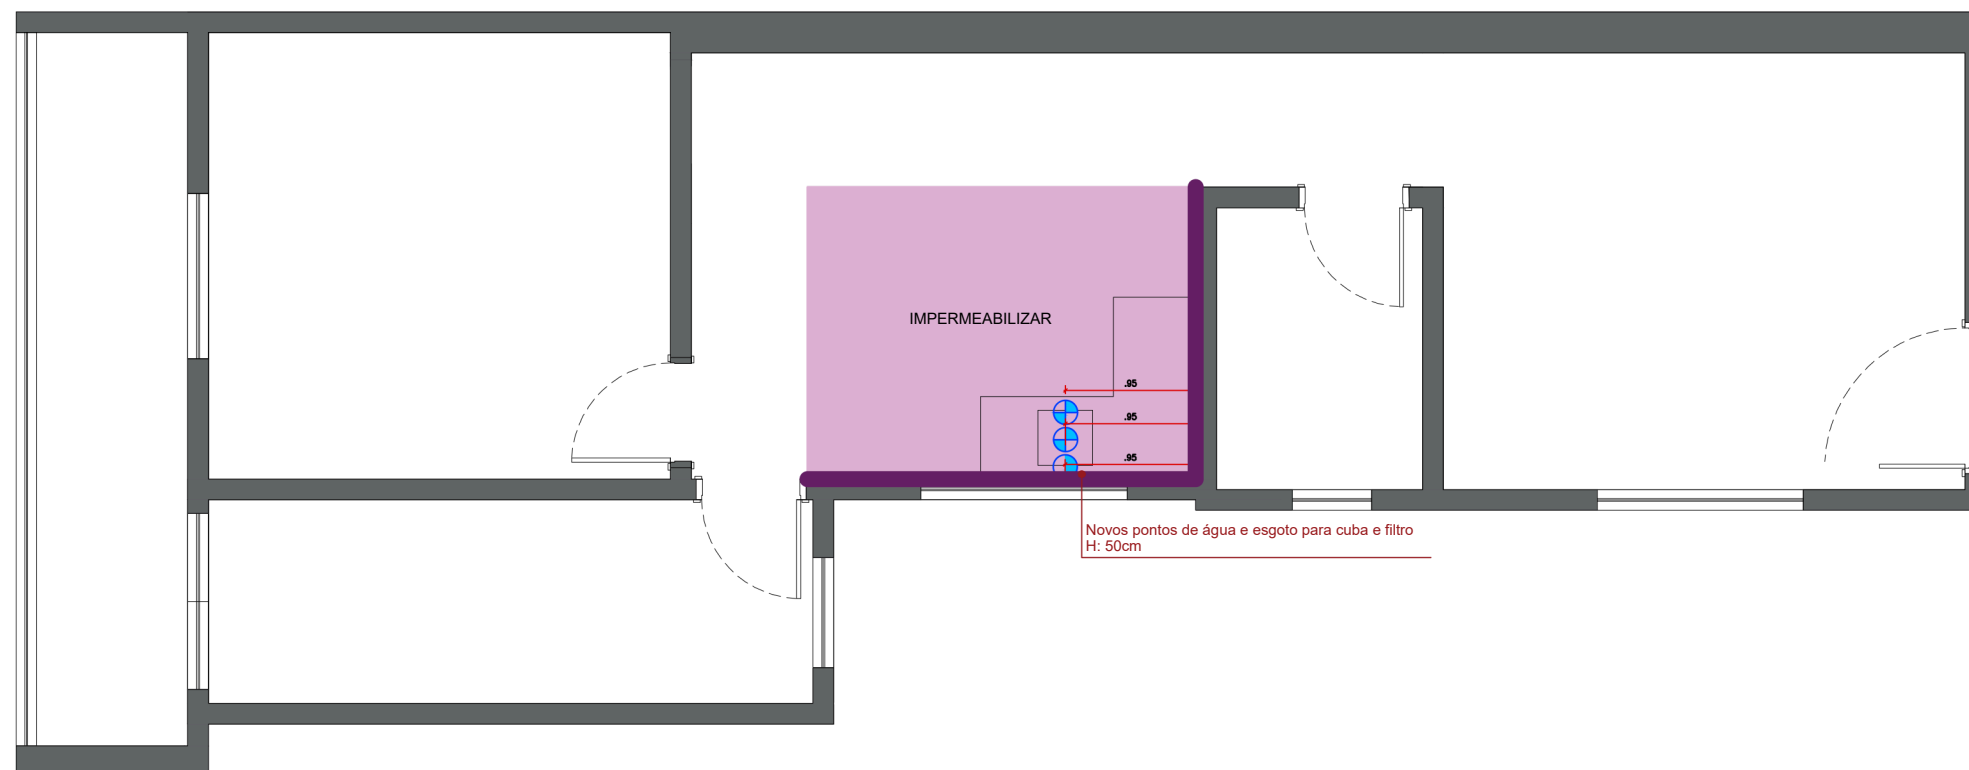 IMPERMEABILIZAR
.95
.95
.95
Novos pontos de água e esgoto para cuba e filtro
H: 50cm